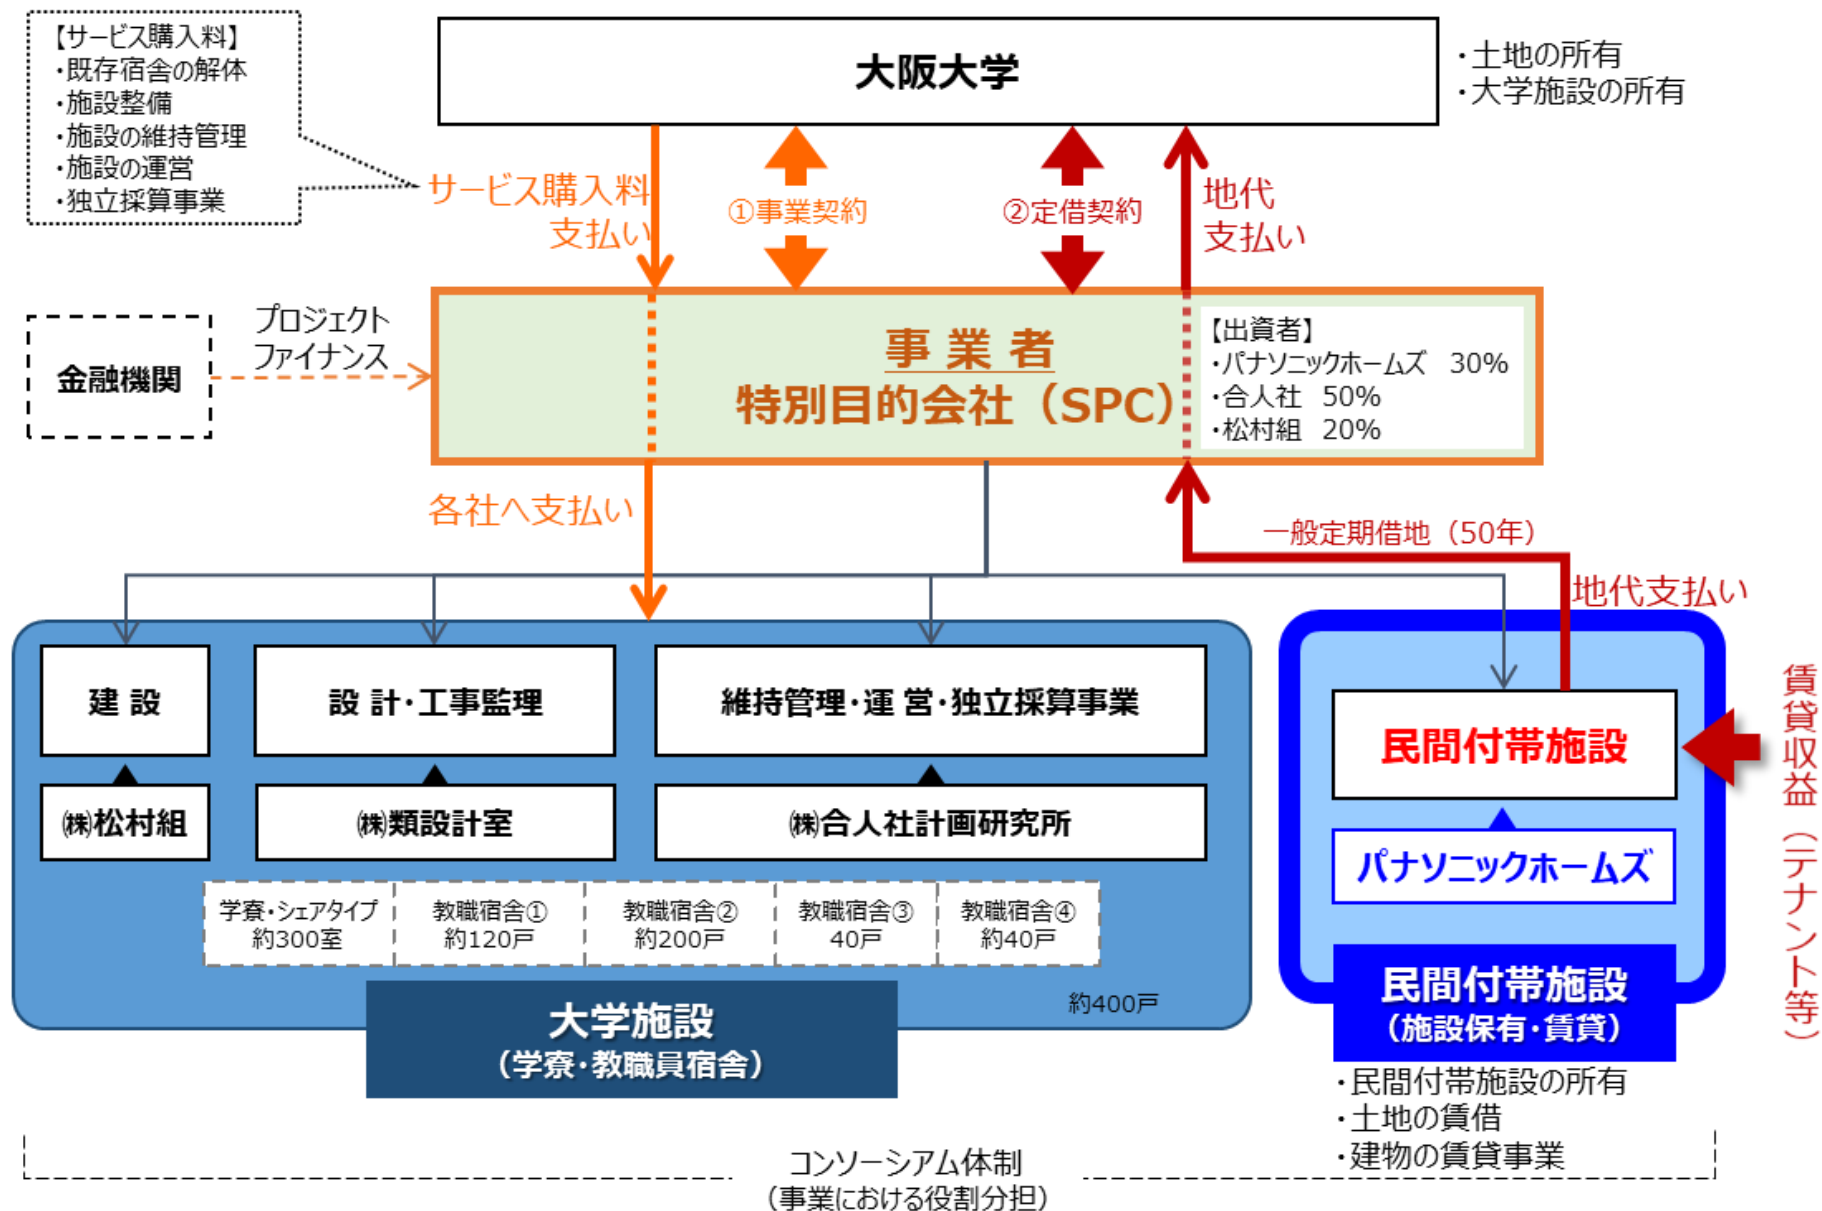 【サービス購入料】
・既存宿舎の解体
・施設整備
・施設の維持管理
・施設の運営
・独立採算事業
大阪大学
・土地の所有
・大学施設の所有
サービス購入料
支払い
①事業契約
②定借契約
地代
支払い
金融機関
プロジェクト
ファイナンス
事 業 者
特別目的会社（SPC）
【出資者】
・パナソニックホームズ 30%
・合人社 50%
・松村組 20%
各社へ支払い
一般定期借地（50年）
地代支払い
建 設
設 計・工事監理
維持管理・運 営・独立採算事業
民間付帯施設
㈱松村組
㈱類設計室
㈱合人社計画研究所
パナソニックホームズ
賃貸収益（テナント等）
学寮・シェアタイプ
約300室
教職宿舎①
約120戸
教職宿舎②
約200戸
教職宿舎③
40戸
教職宿舎④
約40戸
約400戸
大学施設
（学寮・教職員宿舎）
民間付帯施設
（施設保有・賃貸）
・民間付帯施設の所有
・土地の賃借
・建物の賃貸事業
コンソーシアム体制
（事業における役割分担）